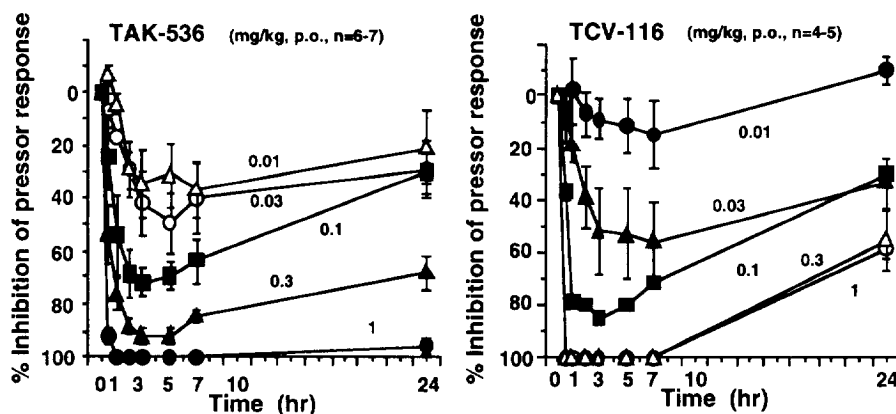 TAK-536 (mg/kg, p.o., n=6-7)
% Inhibition of pressor response
0
20
40
60
80
100
0.01
0.03
0.1
0.3
1
0 1 3 5 7 10 24
Time (hr)
TCV-116 (mg/kg, p.o., n=4-5)
% Inhibition of pressor response
0
20
40
60
80
100
0.01
0.03
0.1
0.3
1
0 1 3 5 7 10 24
Time (hr)